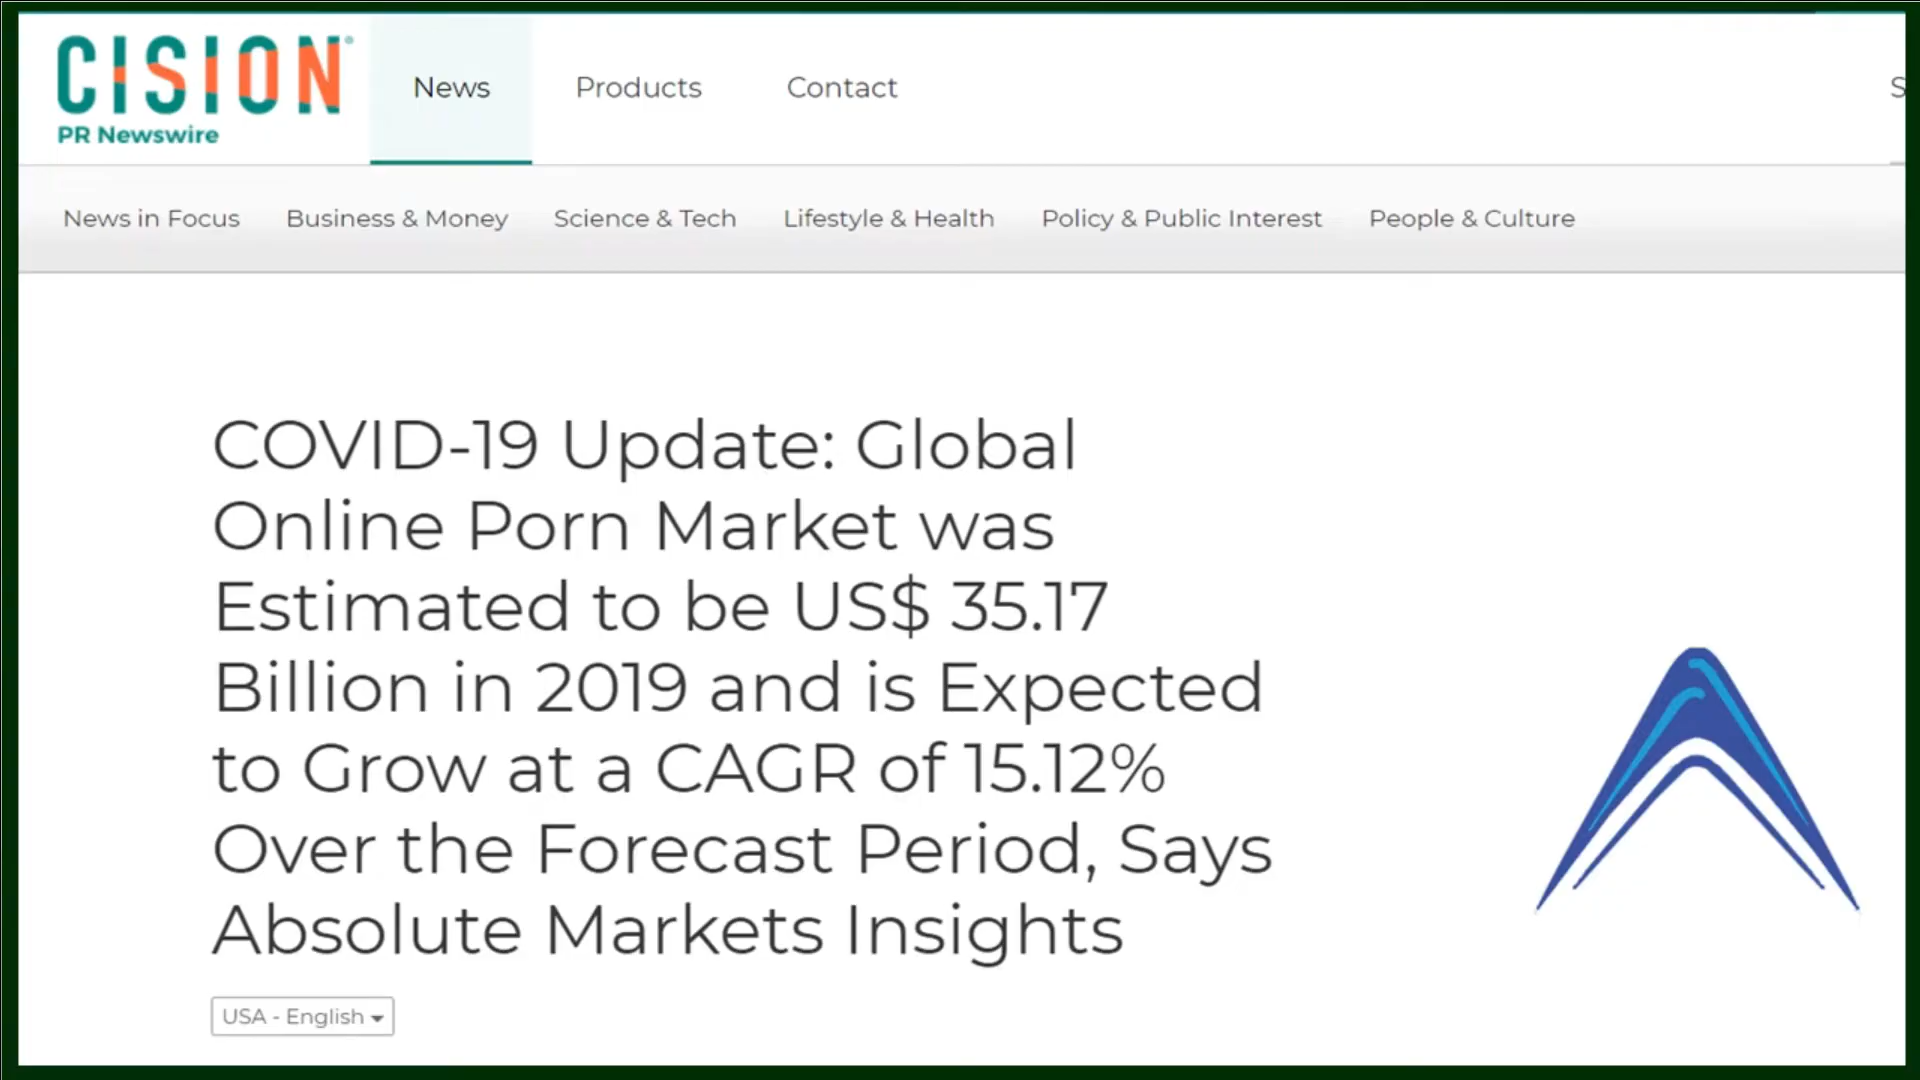 CISION
PR Newswire
News
Products
Contact
S
News in Focus
Business & Money
Science & Tech
Lifestyle & Health
Policy & Public Interest
People & Culture
COVID-19 Update: Global
Online Porn Market was
Estimated to be US$ 35.17
Billion in 2019 and is Expected
to Grow at a CAGR of 15.12%
Over the Forecast Period, Says
Absolute Markets Insights
USA - English